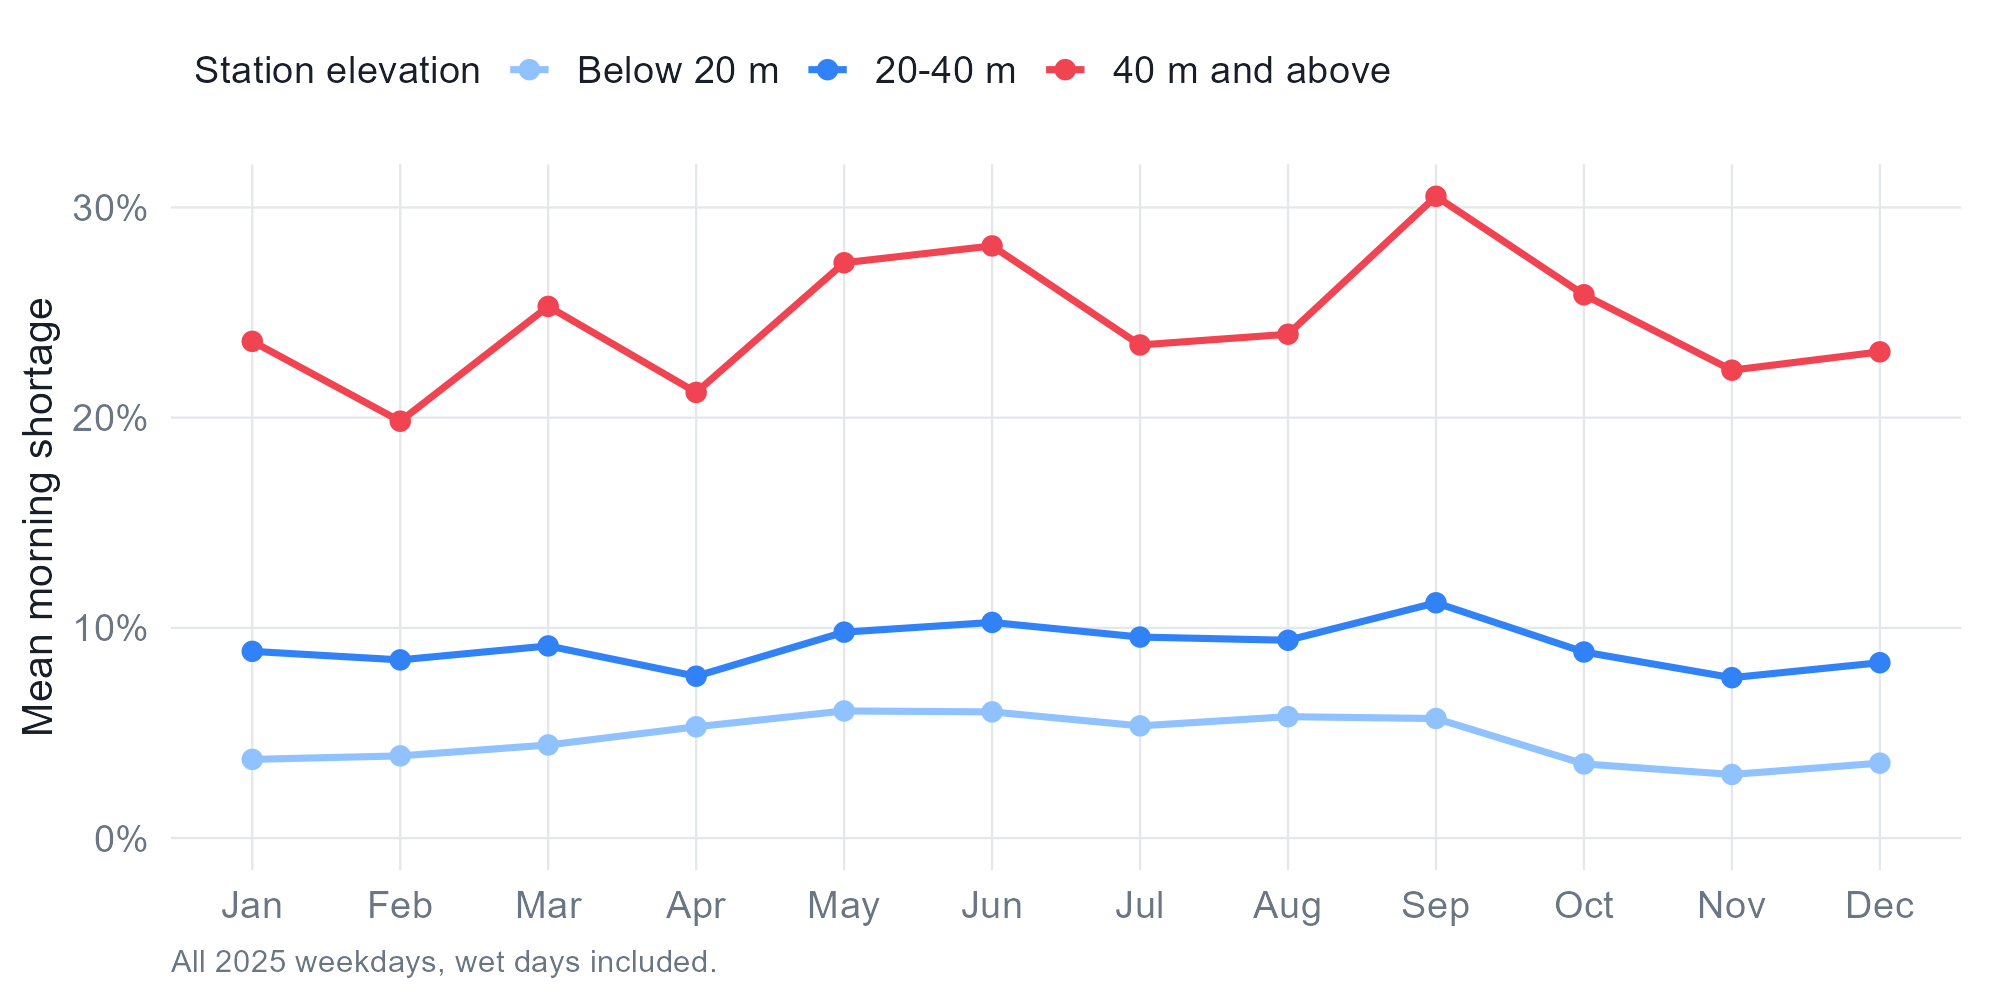 Station elevation Below 20 m 20-40 m 40 m and above
Mean morning shortage
30%
20%
10%
0%
Jan Feb Mar Apr May Jun Jul Aug Sep Oct Nov Dec
All 2025 weekdays, wet days included.